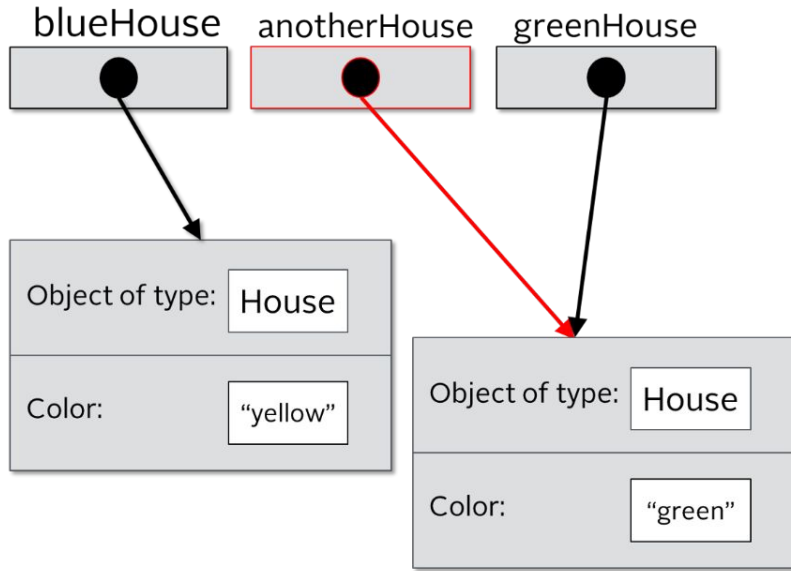 blueHouse
anotherHouse
greenHouse
Object of type: House
Color: “yellow”
Object of type: House
Color: “green”